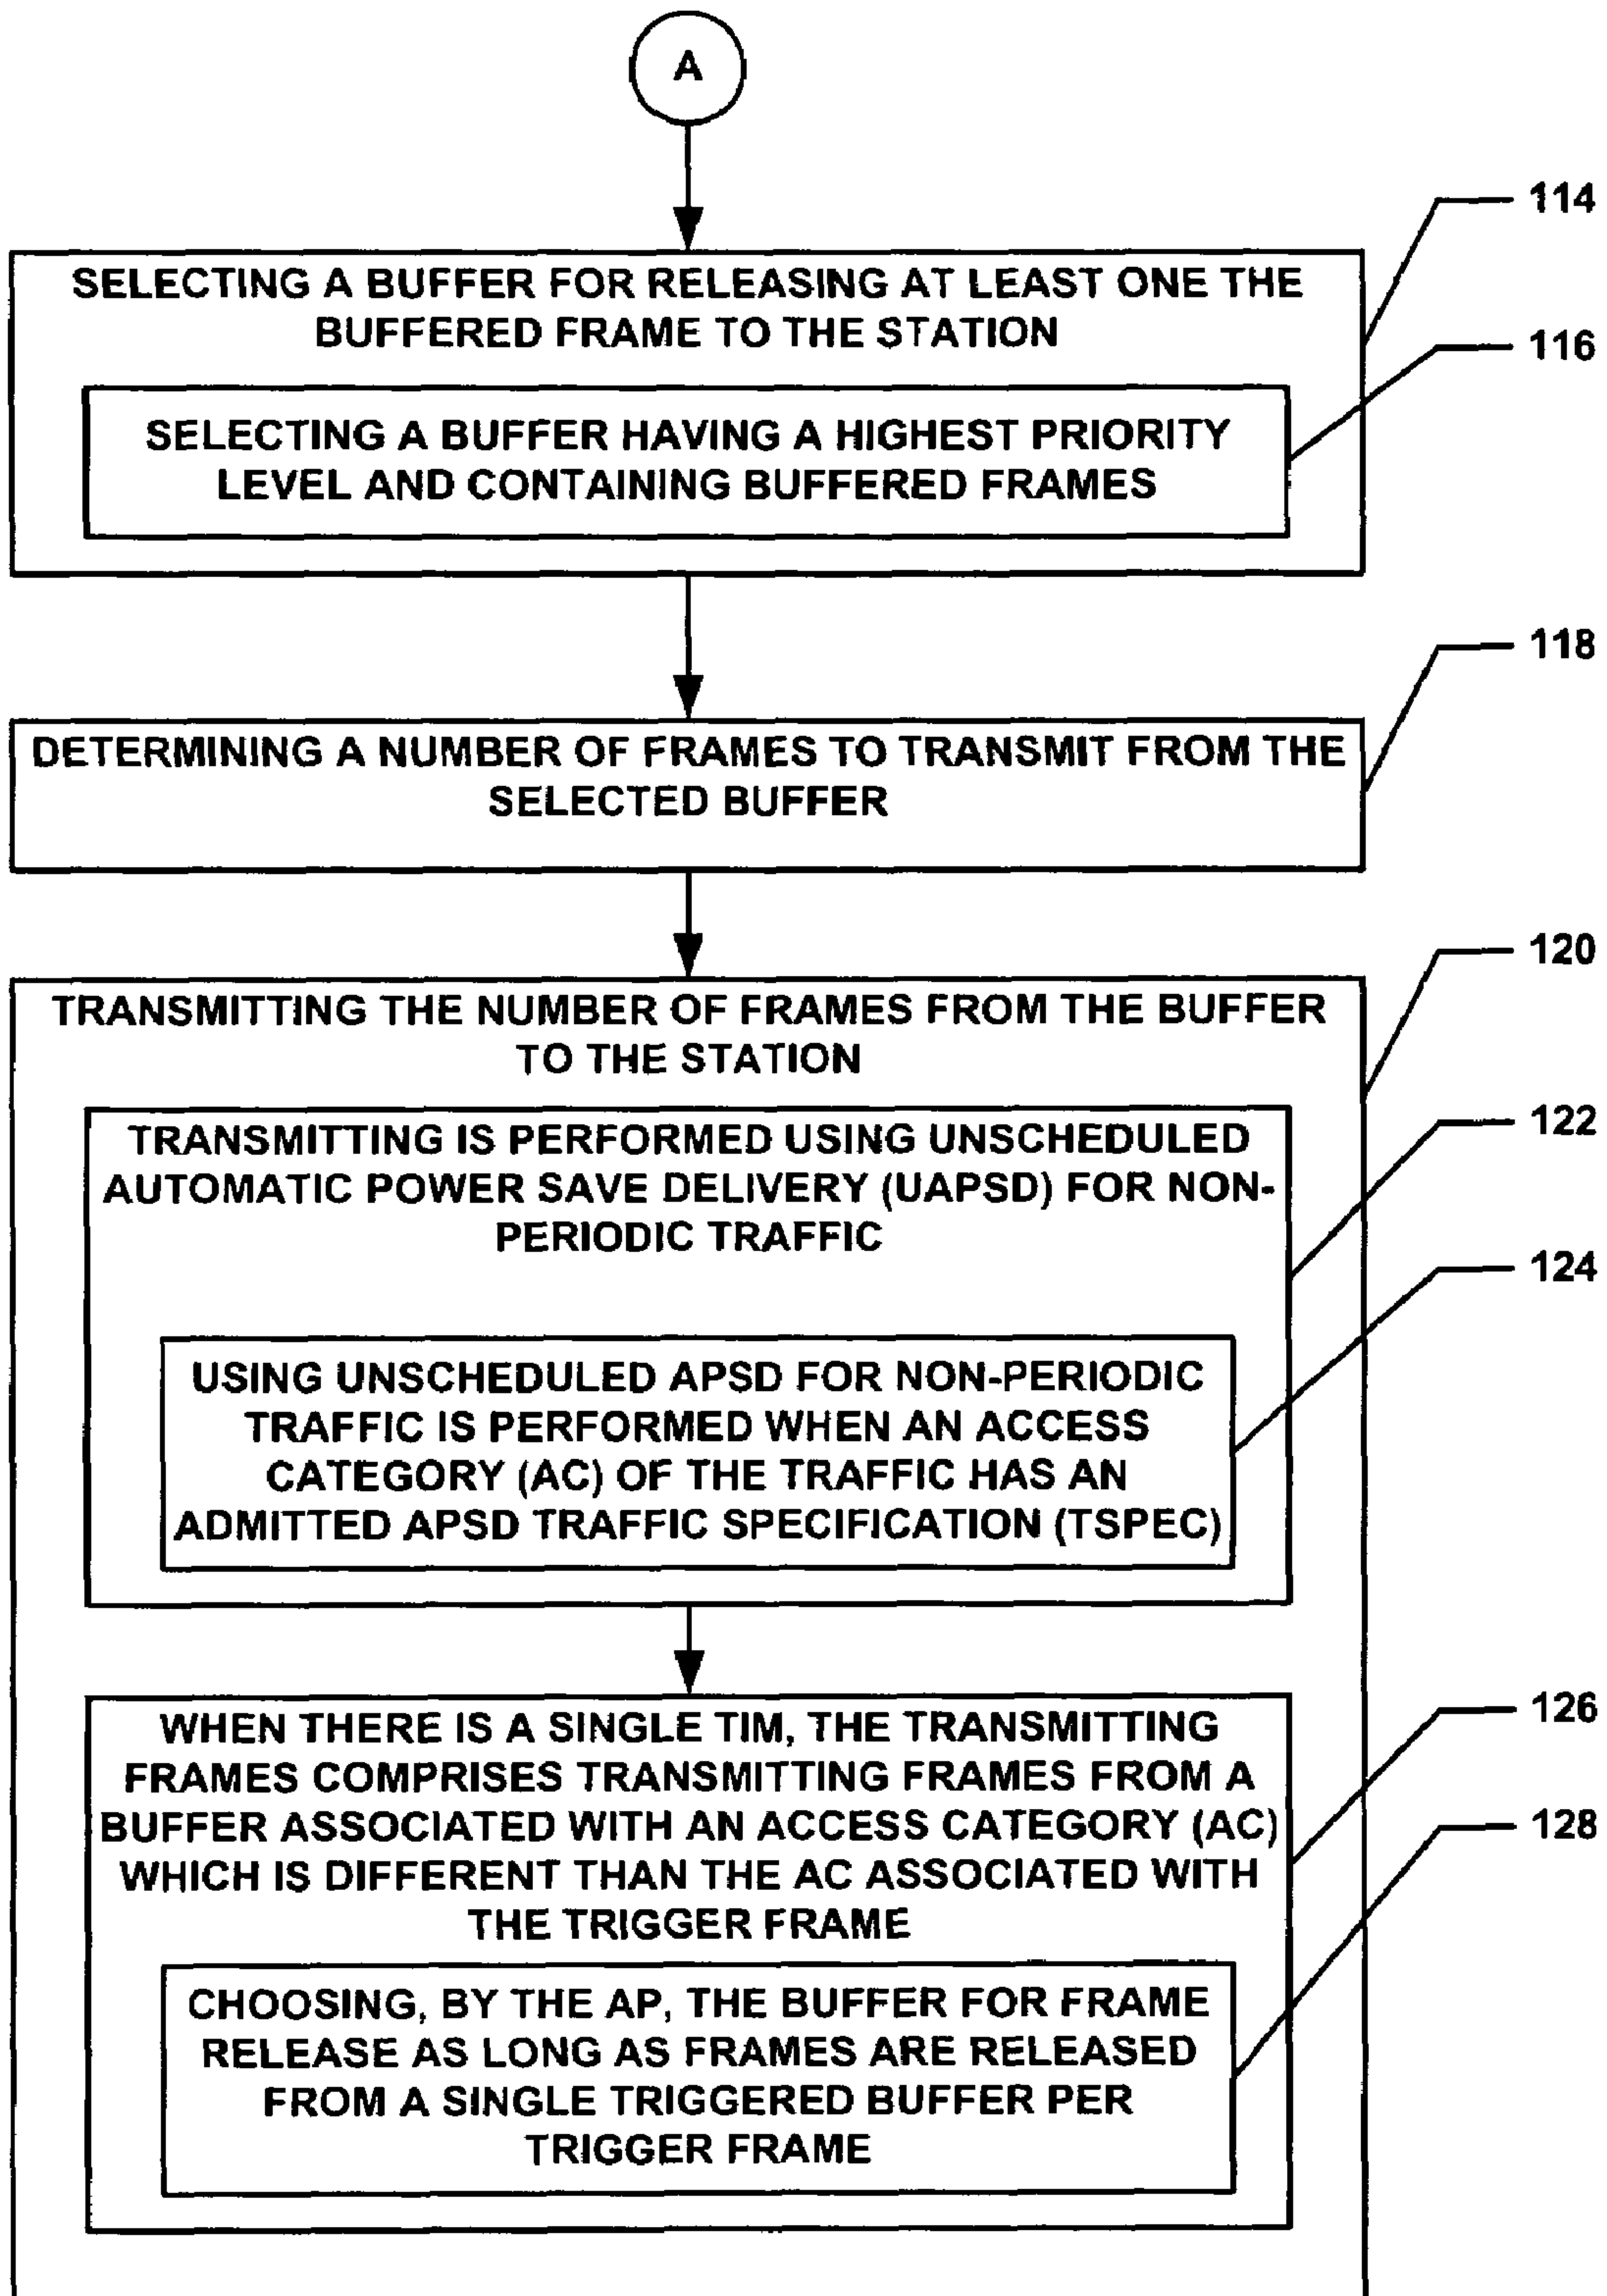 A
114
SELECTING A BUFFER FOR RELEASING AT LEAST ONE THE
BUFFERED FRAME TO THE STATION
116
SELECTING A BUFFER HAVING A HIGHEST PRIORITY
LEVEL AND CONTAINING BUFFERED FRAMES
118
DETERMINING A NUMBER OF FRAMES TO TRANSMIT FROM THE
SELECTED BUFFER
120
TRANSMITTING THE NUMBER OF FRAMES FROM THE BUFFER
TO THE STATION
122
TRANSMITTING IS PERFORMED USING UNSCHEDULED
AUTOMATIC POWER SAVE DELIVERY (UAPSD) FOR NON-
PERIODIC TRAFFIC
124
USING UNSCHEDULED APSD FOR NON-PERIODIC
TRAFFIC IS PERFORMED WHEN AN ACCESS
CATEGORY (AC) OF THE TRAFFIC HAS AN
ADMITTED APSD TRAFFIC SPECIFICATION (TSPEC)
126
WHEN THERE IS A SINGLE TIM, THE TRANSMITTING
FRAMES COMPRISES TRANSMITTING FRAMES FROM A
BUFFER ASSOCIATED WITH AN ACCESS CATEGORY (AC)
WHICH IS DIFFERENT THAN THE AC ASSOCIATED WITH
THE TRIGGER FRAME
128
CHOOSING, BY THE AP, THE BUFFER FOR FRAME
RELEASE AS LONG AS FRAMES ARE RELEASED
FROM A SINGLE TRIGGERED BUFFER PER
TRIGGER FRAME